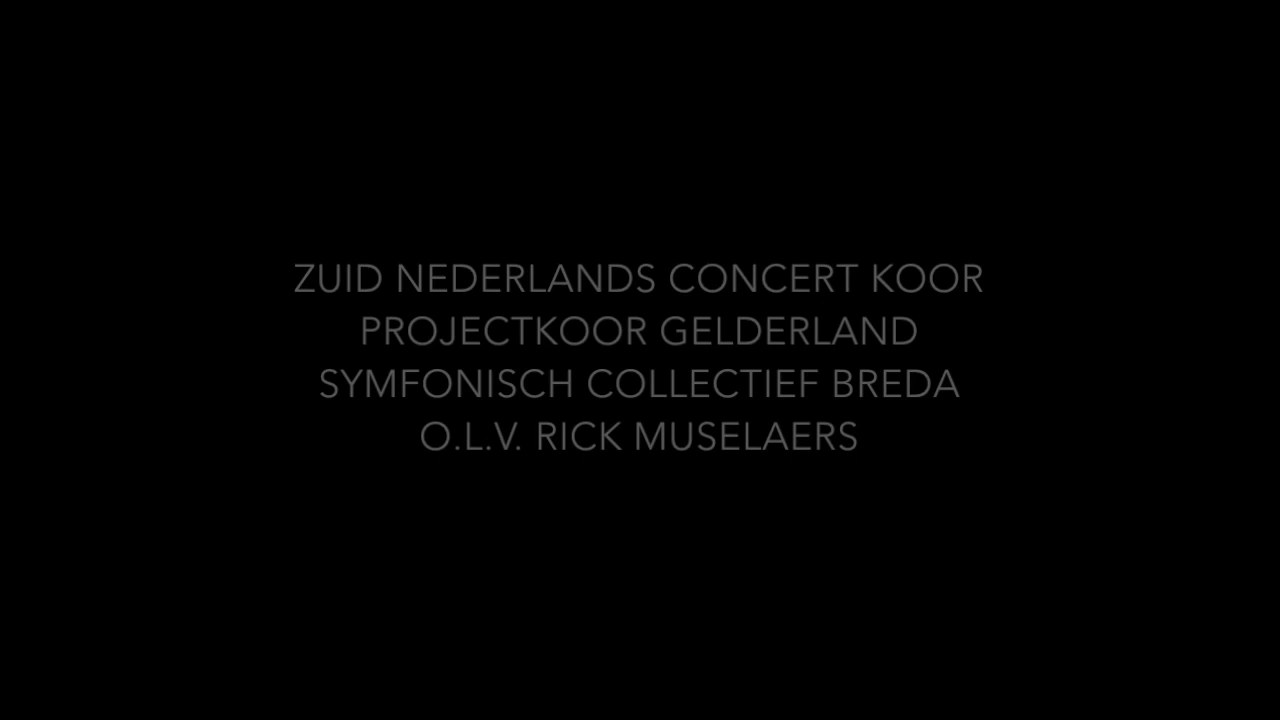 ZUID NEDERLANDS CONCERT KOOR
PROJECTKOOR GELDERLAND
SYMFONISCH COLLECTIEF BREDA
O.L.V. RICK MUSELAERS